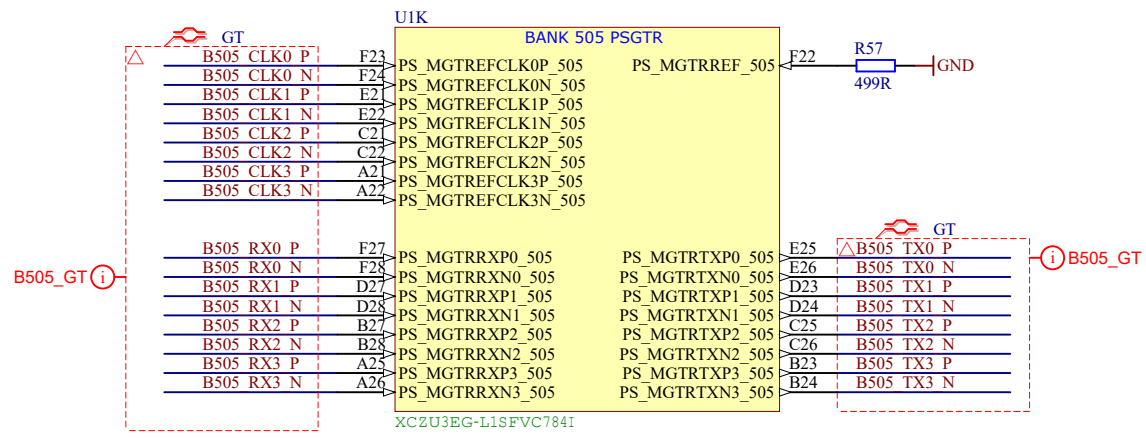 U1K
GT
BANK 505 PSGTR
B505_CLK0_P F23 PS_MGTREFCLK0P_505 PS_MGTRREF_505 F22 R57 499R GND
B505_CLK0_N F24 PS_MGTREFCLK0N_505
B505_CLK1_P E21 PS_MGTREFCLK1P_505
B505_CLK1_N E22 PS_MGTREFCLK1N_505
B505_CLK2_P C21 PS_MGTREFCLK2P_505
B505_CLK2_N C22 PS_MGTREFCLK2N_505
B505_CLK3_P A21 PS_MGTREFCLK3P_505
B505_CLK3_N A22 PS_MGTREFCLK3N_505
GT
B505_RX0_P F27 PS_MGTRRXP0_505 PS_MGTRTXP0_505 E25 B505_TX0_P
B505_RX0_N F28 PS_MGTRRXN0_505 PS_MGTRTXN0_505 E26 B505_TX0_N
B505_GT i i B505_GT
B505_RX1_P D27 PS_MGTRRXP1_505 PS_MGTRTXP1_505 D23 B505_TX1_P
B505_RX1_N D28 PS_MGTRRXN1_505 PS_MGTRTXN1_505 D24 B505_TX1_N
B505_RX2_P B27 PS_MGTRRXP2_505 PS_MGTRTXP2_505 C25 B505_TX2_P
B505_RX2_N B28 PS_MGTRRXN2_505 PS_MGTRTXN2_505 C26 B505_TX2_N
B505_RX3_P A25 PS_MGTRRXP3_505 PS_MGTRTXP3_505 B23 B505_TX3_P
B505_RX3_N A26 PS_MGTRRXN3_505 PS_MGTRTXN3_505 B24 B505_TX3_N
XCZU3EG-L1SFVC784I